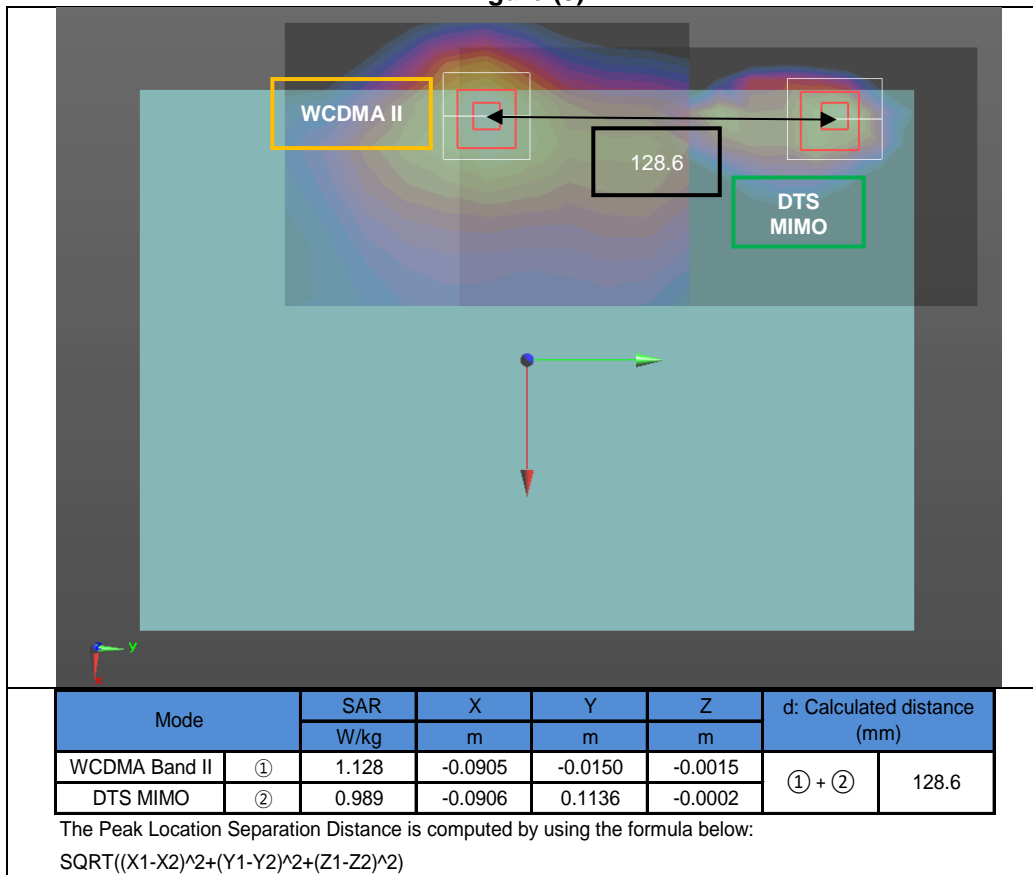 WCDMA II
128.6
DTS
MIMO
y
x
Mode SAR X Y Z d: Calculated distance (mm)
W/kg m m m
WCDMA Band II ① 1.128 -0.0905 -0.0150 -0.0015 ① + ② 128.6
DTS MIMO ② 0.989 -0.0906 0.1136 -0.0002
The Peak Location Separation Distance is computed by using the formula below:
SQRT((X1-X2)^2+(Y1-Y2)^2+(Z1-Z2)^2)